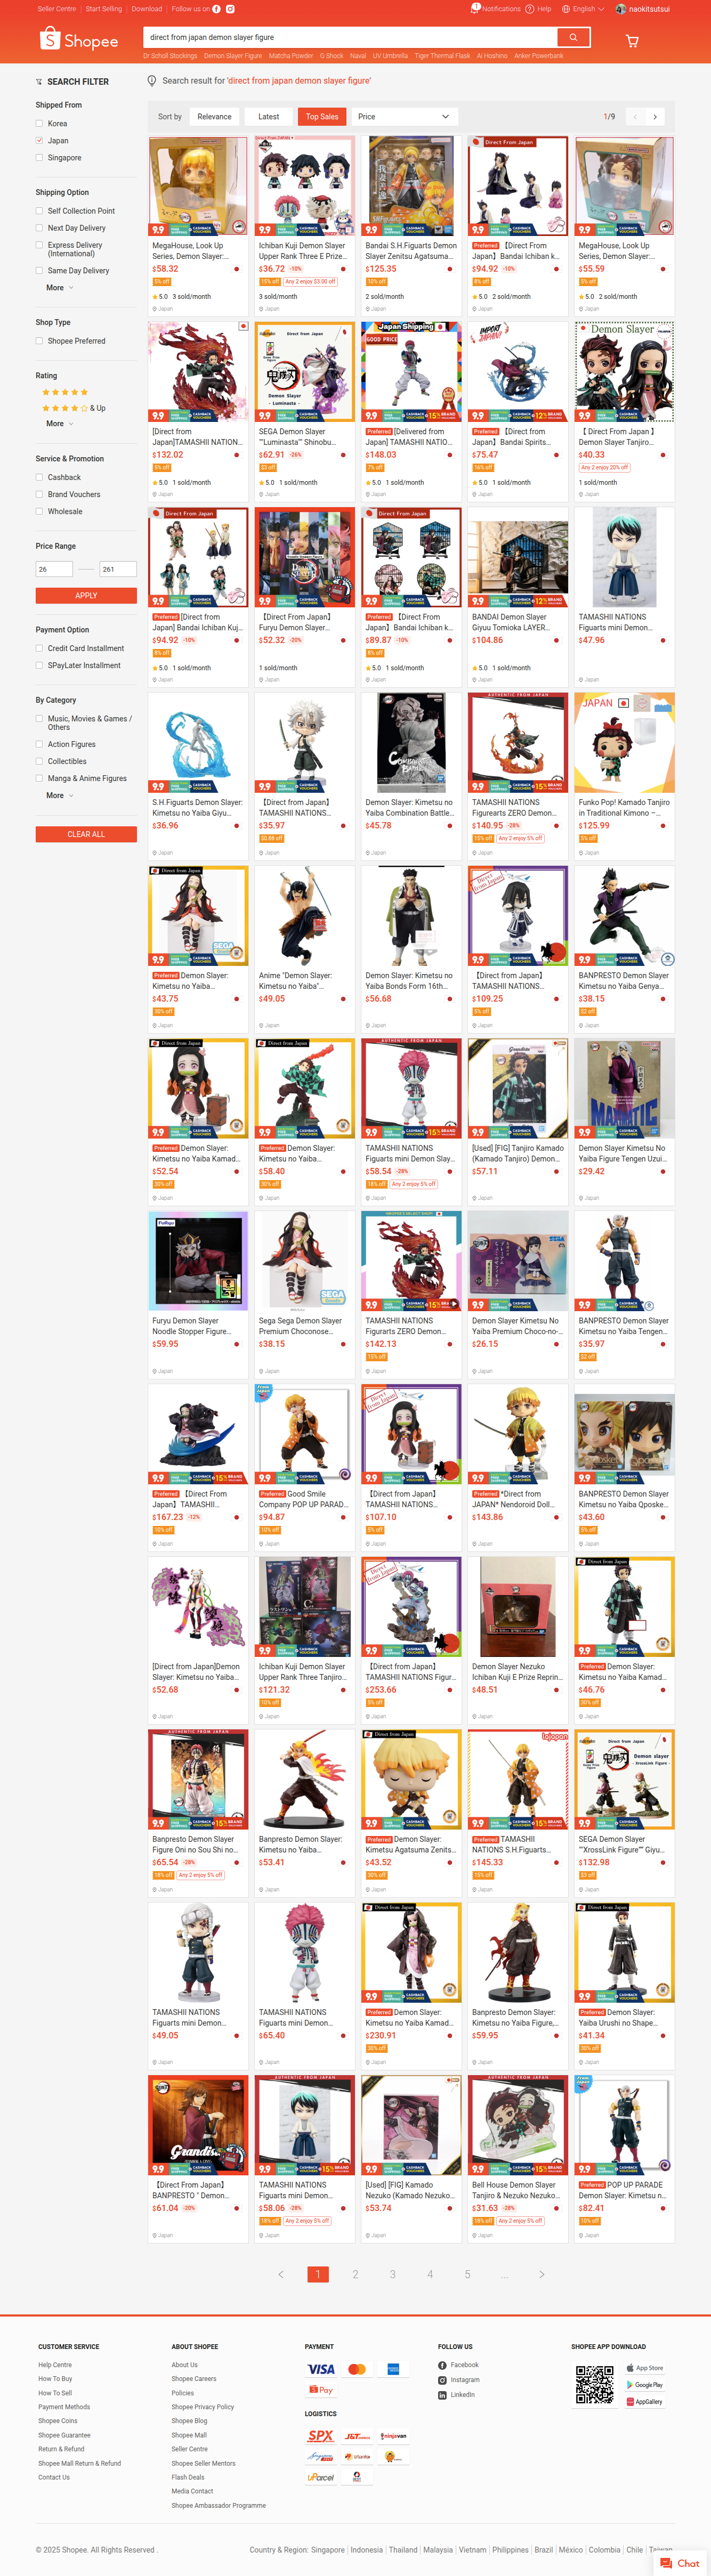 Seller Centre
Start Selling
Download
Follow us on
Notifications
Help
English
naokitsutsui
Shopee
direct from japan demon slayer figure
Dr Scholl Stockings Demon Slayer Figure Matcha Powder G Shock Naval UV Umbrella Tiger Thermal Flask Ai Hoshino Anker Powerbank
SEARCH FILTER
Shipped From
Korea
Japan
Singapore
Shipping Option
Self Collection Point
Next Day Delivery
Express Delivery
(International)
Same Day Delivery
More
Shop Type
Shopee Preferred
Rating
& Up
More
Service & Promotion
Cashback
Brand Vouchers
Wholesale
Price Range
26
261
APPLY
Payment Option
Credit Card Installment
SPayLater Installment
By Category
Music, Movies & Games /
Others
Action Figures
Collectibles
Manga & Anime Figures
More
CLEAR ALL
Search result for 'direct from japan demon slayer figure'
Sort by
Relevance
Latest
Top Sales
Price
1/9
MegaHouse, Look Up
Series, Demon Slayer:...
$58.32
5% off
5.0 3 sold/month
Japan
Ichiban Kuji Demon Slayer
Upper Rank Three E Prize...
$36.72 -10%
15% off Any 2 enjoy $3.00 off
3 sold/month
Japan
Bandai S.H.Figuarts Demon
Slayer Zenitsu Agatsuma...
$125.35
10% off
2 sold/month
Japan
Preferred 【Direct From
Japan】Bandai Ichiban k...
$94.92 -10%
8% off
5.0 2 sold/month
Japan
MegaHouse, Look Up
Series, Demon Slayer:...
$55.59
5% off
5.0 2 sold/month
Japan
[Direct from
Japan]TAMASHII NATION...
$132.02
5% off
5.0 1 sold/month
Japan
SEGA Demon Slayer
""Luminasta"" Shinobu...
$62.91 -26%
$3 off
5.0 1 sold/month
Japan
Preferred [Delivered from
Japan] TAMASHII NATIO...
$148.03
7% off
5.0 1 sold/month
Japan
Preferred 【Direct from
Japan】Bandai Spirits...
$75.47
16% off
5.0 1 sold/month
Japan
【 Direct From Japan 】
Demon Slayer Tanjiro...
$40.33
Any 2 enjoy 20% off
1 sold/month
Japan
Preferred [Direct from
Japan] Bandai Ichiban Kuj...
$94.92 -10%
8% off
5.0 1 sold/month
Japan
【Direct From Japan】
Furyu Demon Slayer...
$52.32 -20%
1 sold/month
Japan
Preferred 【Direct From
Japan】Bandai Ichiban k...
$89.87 -10%
8% off
5.0 1 sold/month
Japan
BANDAI Demon Slayer
Giyuu Tomioka LAYER...
$104.86
5.0 1 sold/month
Japan
TAMASHII NATIONS
Figuarts mini Demon...
$47.96
Japan
S.H.Figuarts Demon Slayer:
Kimetsu no Yaiba Giyu...
$36.96
Japan
【Direct from Japan】
TAMASHII NATIONS...
$35.97
$0.88 off
Japan
Demon Slayer: Kimetsu no
Yaiba Combination Battle...
$45.78
Japan
TAMASHII NATIONS
Figurearts ZERO Demon...
$140.95 -28%
15% off Any 2 enjoy 5% off
Japan
Funko Pop! Kamado Tanjiro
in Traditional Kimono –...
$125.99
5% off
Japan
Preferred Demon Slayer:
Kimetsu no Yaiba...
$43.75
30% off
Japan
Anime "Demon Slayer:
Kimetsu no Yaiba"...
$49.05
Japan
Demon Slayer: Kimetsu no
Yaiba Bonds Form 16th...
$56.68
Japan
【Direct from Japan】
TAMASHII NATIONS...
$109.25
5% off
Japan
BANPRESTO Demon Slayer
Kimetsu no Yaiba Genya...
$38.15
$2 off
Japan
Preferred Demon Slayer:
Kimetsu no Yaiba Kamad...
$52.54
30% off
Japan
Preferred Demon Slayer:
Kimetsu no Yaiba...
$58.40
30% off
Japan
TAMASHII NATIONS
Figuarts mini Demon Slay...
$58.54 -28%
18% off Any 2 enjoy 5% off
Japan
[Used] [FIG] Tanjiro Kamado
(Kamado Tanjiro) Demon...
$57.11
Japan
Demon Slayer Kimetsu No
Yaiba Figure Tengen Uzui...
$29.42
Japan
Furyu Demon Slayer
Noodle Stopper Figure...
$59.95
Japan
Sega Sega Demon Slayer
Premium Choconose...
$38.15
Japan
TAMASHII NATIONS
Figurarts ZERO Demon...
$142.13
15% off
Japan
Demon Slayer Kimetsu No
Yaiba Premium Choco-no-...
$26.15
Japan
BANPRESTO Demon Slayer
Kimetsu no Yaiba Tengen...
$35.97
$2 off
Japan
Preferred 【Direct From
Japan】TAMASHII...
$167.23 -12%
10% off
Japan
Preferred Good Smile
Company POP UP PARAD...
$94.87
10% off
Japan
【Direct from Japan】
TAMASHII NATIONS...
$107.10
5% off
Japan
Preferred *Direct from
JAPAN* Nendoroid Doll...
$143.86
Japan
BANPRESTO Demon Slayer
Kimetsu no Yaiba Qposke...
$43.60
5% off
Japan
[Direct from Japan]Demon
Slayer: Kimetsu no Yaiba...
$52.68
Japan
Ichiban Kuji Demon Slayer
Upper Rank Three Tanjiro...
$121.32
10% off
Japan
【Direct from Japan】
TAMASHII NATIONS Figur...
$253.66
5% off
Japan
Demon Slayer Nezuko
Ichiban Kuji E Prize Reprin...
$48.51
Japan
Preferred Demon Slayer:
Kimetsu no Yaiba Kamad...
$46.76
30% off
Japan
Banpresto Demon Slayer
Figure Oni no Sou Shi no...
$65.54 -28%
18% off Any 2 enjoy 5% off
Japan
Banpresto Demon Slayer:
Kimetsu no Yaiba...
$53.41
Japan
Preferred Demon Slayer:
Kimetsu Agatsuma Zenits...
$43.52
30% off
Japan
Preferred TAMASHII
NATIONS S.H.Figuarts...
$145.33
15% off
Japan
SEGA Demon Slayer
""XrossLink Figure"" Giyu...
$132.98
$3 off
Japan
TAMASHII NATIONS
Figuarts mini Demon...
$49.05
Japan
TAMASHII NATIONS
Figuarts mini Demon...
$65.40
Japan
Preferred Demon Slayer:
Kimetsu no Yaiba Kamad...
$230.91
30% off
Japan
Banpresto Demon Slayer:
Kimetsu no Yaiba Figure,...
$59.95
Japan
Preferred Demon Slayer:
Yaiba Urushi no Shape...
$41.34
30% off
Japan
【Direct From Japan】
BANPRESTO " Demon...
$61.04 -20%
Japan
TAMASHII NATIONS
Figuarts mini Demon...
$58.06 -28%
18% off Any 2 enjoy 5% off
Japan
[Used] [FIG] Kamado
Nezuko (Kamado Nezuko...
$53.74
Japan
Bell House Demon Slayer
Tanjiro & Nezuko Nezuko...
$31.63 -28%
18% off Any 2 enjoy 5% off
Japan
Preferred POP UP PARADE
Demon Slayer: Kimetsu n...
$82.41
10% off
Japan
1 2 3 4 5 ...
CUSTOMER SERVICE
Help Centre
How To Buy
How To Sell
Payment Methods
Shopee Coins
Shopee Guarantee
Return & Refund
Shopee Mall Return & Refund
Contact Us
ABOUT SHOPEE
About Us
Shopee Careers
Policies
Shopee Privacy Policy
Shopee Blog
Shopee Mall
Seller Centre
Shopee Seller Mentors
Flash Deals
Media Contact
Shopee Ambassador Programme
PAYMENT
VISA
Pay
LOGISTICS
SPX
J&T EXPRESS
ninjavan
uParcel
FOLLOW US
Facebook
Instagram
LinkedIn
SHOPEE APP DOWNLOAD
App Store
Google Play
AppGallery
© 2025 Shopee. All Rights Reserved .
Country & Region: Singapore | Indonesia | Thailand | Malaysia | Vietnam | Philippines | Brazil | México | Colombia | Chile | Taiwan
Chat